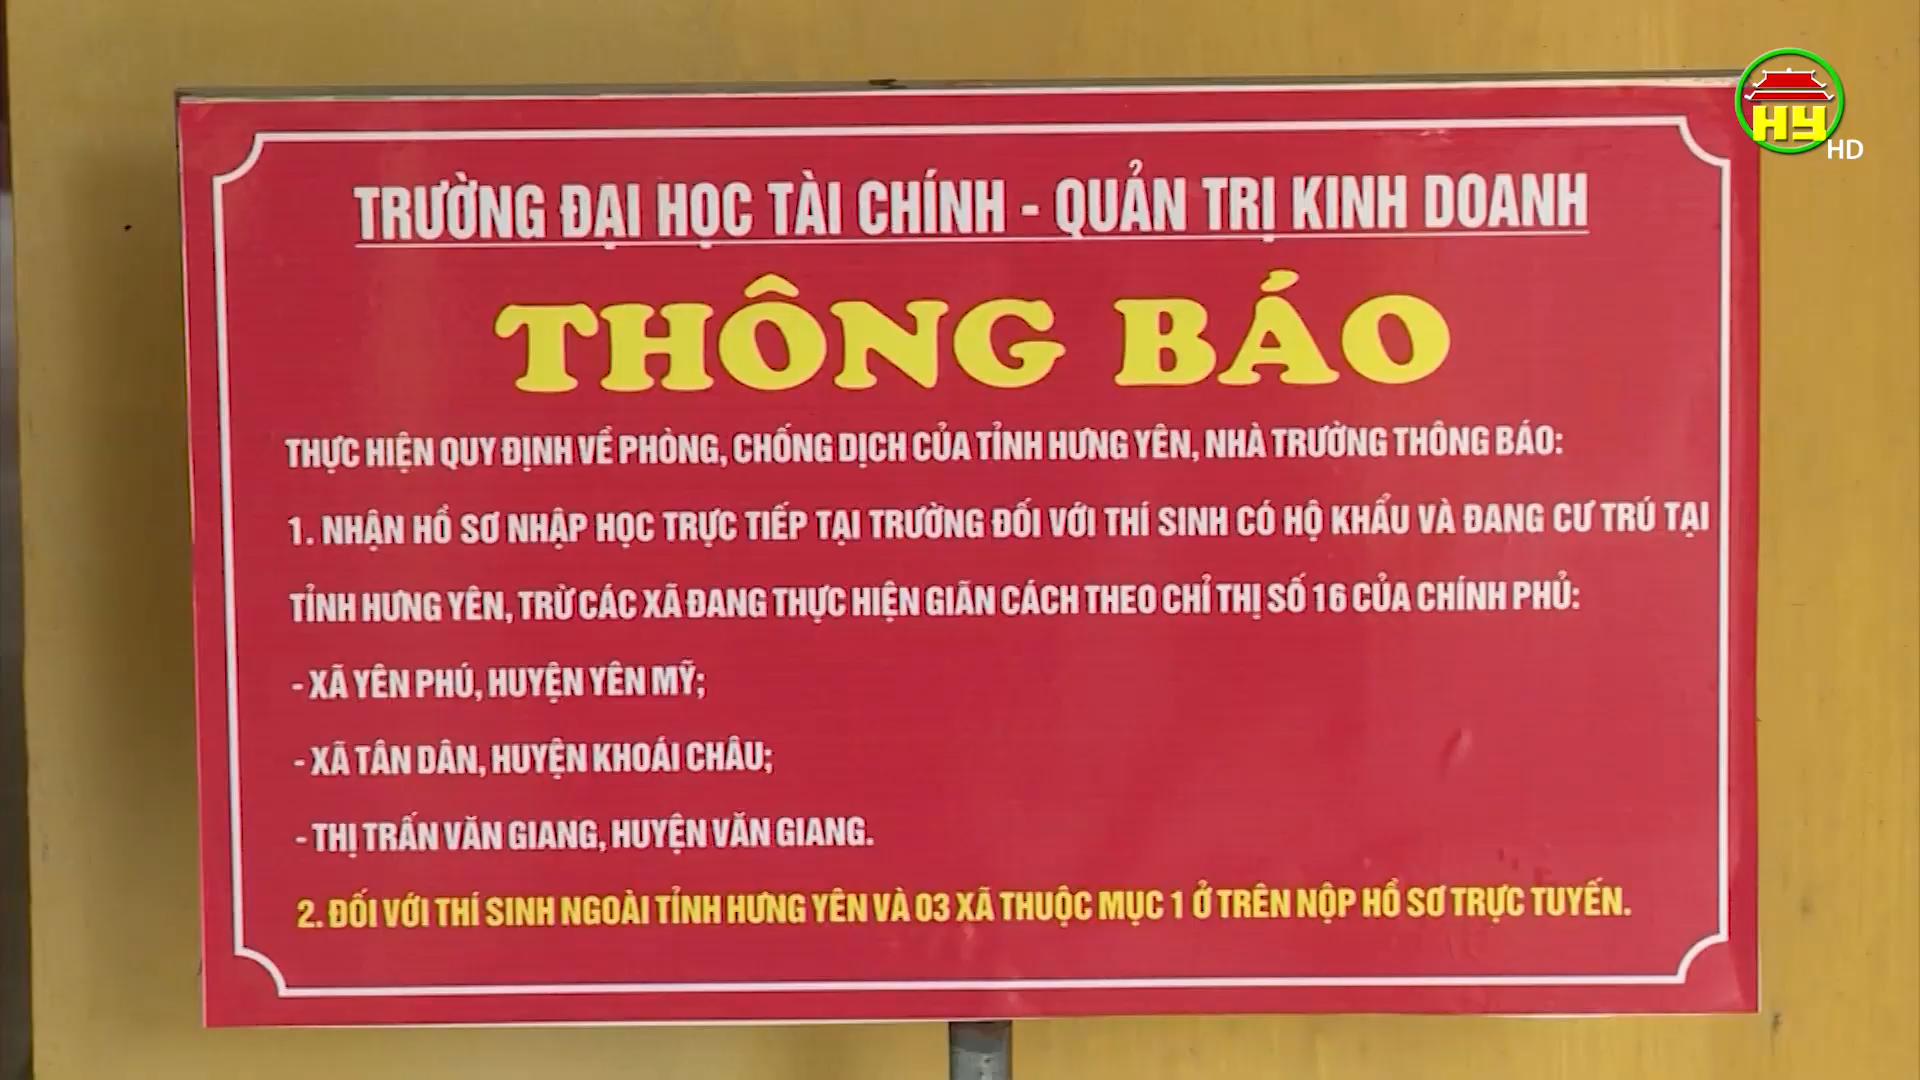 HY
HD
TRƯỜNG ĐẠI HỌC TÀI CHÍNH - QUẢN TRỊ KINH DOANH
THÔNG BÁO
THỰC HIỆN QUY ĐỊNH VỀ PHÒNG, CHỐNG DỊCH CỦA TỈNH HƯNG YÊN, NHÀ TRƯỜNG THÔNG BÁO:
1. NHẬN HỒ SƠ NHẬP HỌC TRỰC TIẾP TẠI TRƯỜNG ĐỐI VỚI THÍ SINH CÓ HỘ KHẨU VÀ ĐANG CƯ TRÚ TẠI
TỈNH HƯNG YÊN, TRỪ CÁC XÃ ĐANG THỰC HIỆN GIÃN CÁCH THEO CHỈ THỊ SỐ 16 CỦA CHÍNH PHỦ:
- XÃ YÊN PHÚ, HUYỆN YÊN MỸ;
- XÃ TÂN DÂN, HUYỆN KHOÁI CHÂU;
- THỊ TRẤN VĂN GIANG, HUYỆN VĂN GIANG.
2. ĐỐI VỚI THÍ SINH NGOÀI TỈNH HƯNG YÊN VÀ 03 XÃ THUỘC MỤC 1 Ở TRÊN NỘP HỒ SƠ TRỰC TUYẾN.